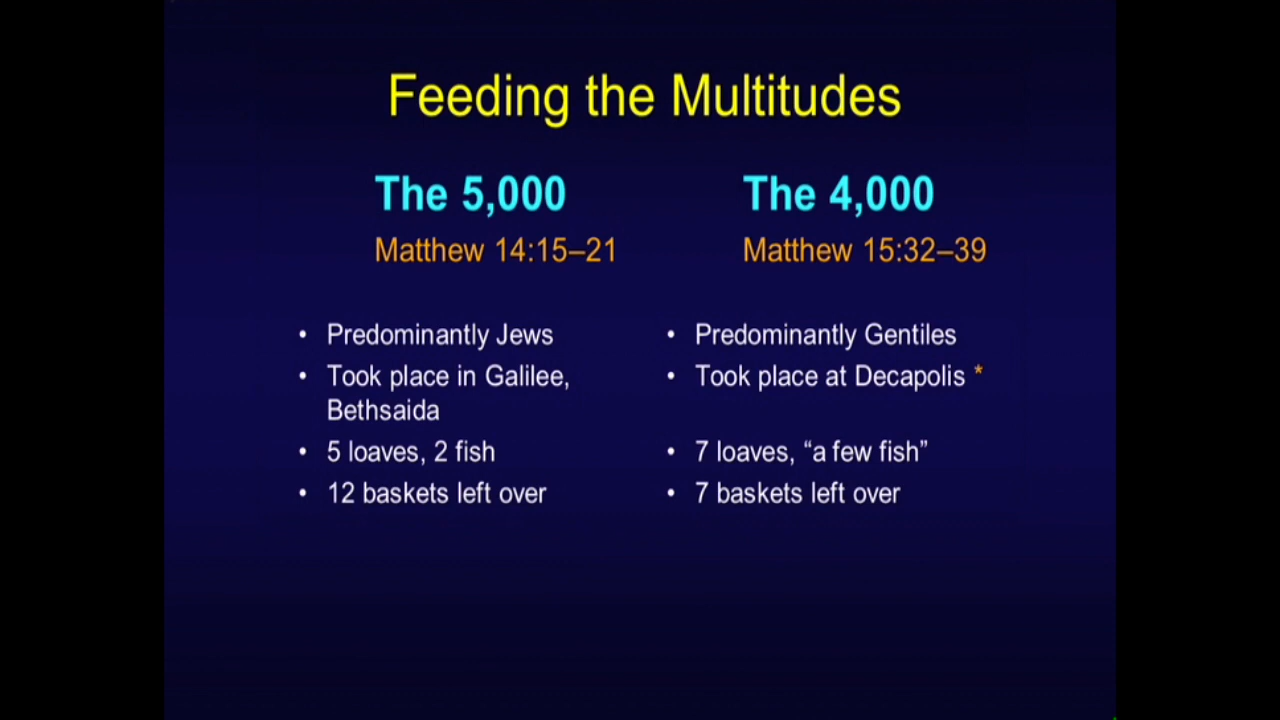 Feeding the Multitudes
The 5,000
Matthew 14:15–21
• Predominantly Jews
• Took place in Galilee,
Bethsaida
• 5 loaves, 2 fish
• 12 baskets left over
The 4,000
Matthew 15:32–39
• Predominantly Gentiles
• Took place at Decapolis *
• 7 loaves, “a few fish”
• 7 baskets left over